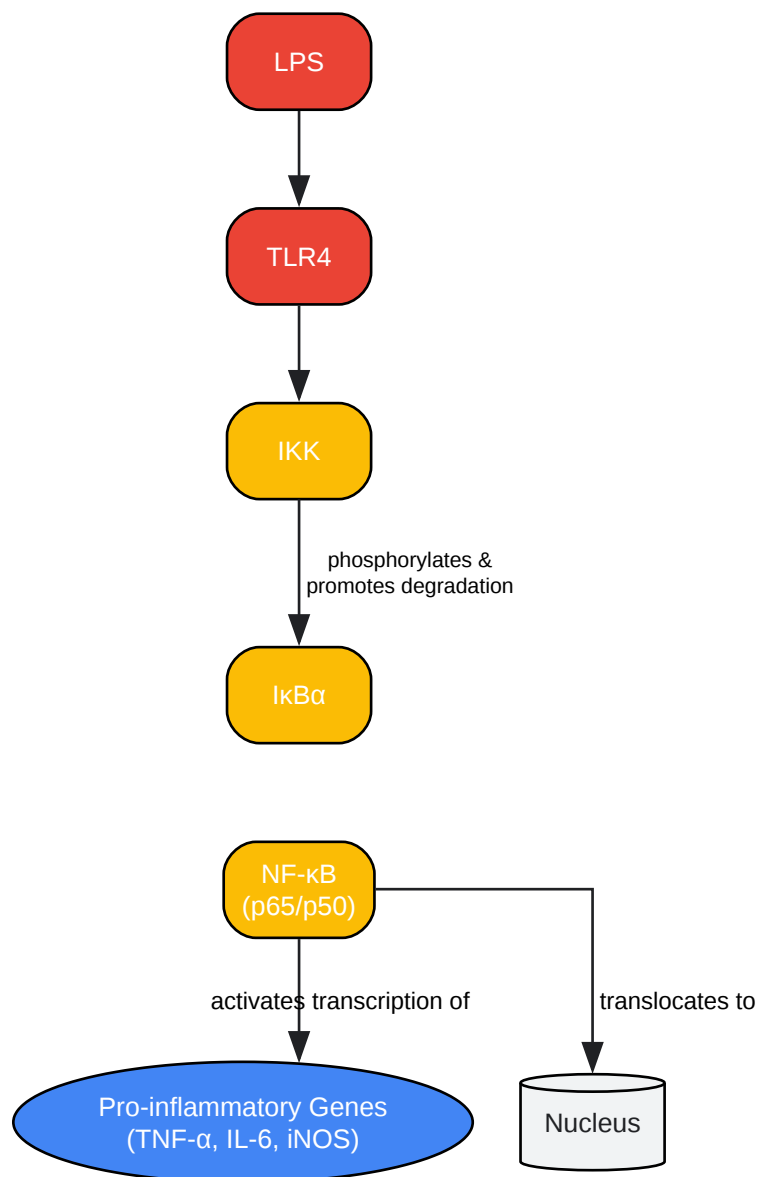 LPS
TLR4
IKK
phosphorylates &
promotes degradation
IκBα
NF-κB
(p65/p50)
activates transcription of
translocates to
Pro-inflammatory Genes
(TNF-α, IL-6, iNOS)
Nucleus